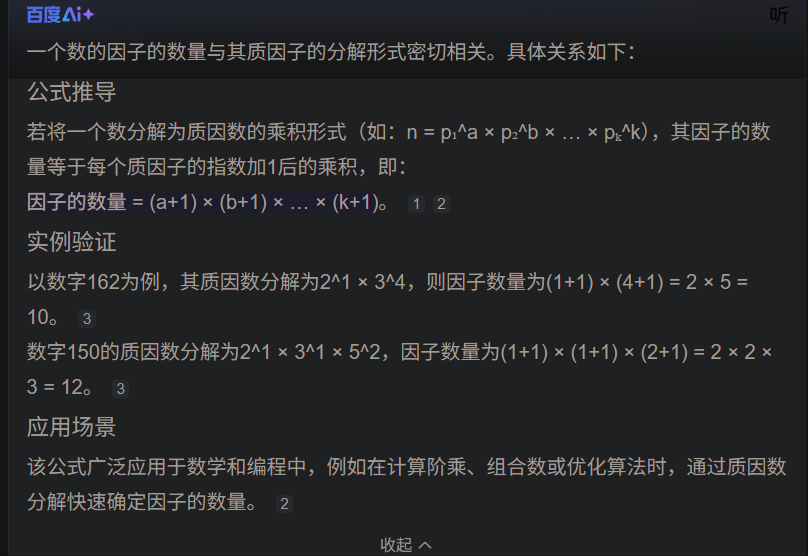 百度Ai+ 听
一个数的因子的数量与其质因子的分解形式密切相关。具体关系如下：
公式推导
若将一个数分解为质因数的乘积形式（如：n = p₁^a × p₂^b × … × pₖ^k），其因子的数
量等于每个质因子的指数加1后的乘积，即：
因子的数量 = (a+1) × (b+1) × … × (k+1)。 1 2
实例验证
以数字162为例，其质因数分解为2^1 × 3^4，则因子数量为(1+1) × (4+1) = 2 × 5 =
10。 3
数字150的质因数分解为2^1 × 3^1 × 5^2，因子数量为(1+1) × (1+1) × (2+1) = 2 × 2 ×
3 = 12。 3
应用场景
该公式广泛应用于数学和编程中，例如在计算阶乘、组合数或优化算法时，通过质因数
分解快速确定因子的数量。 2
收起